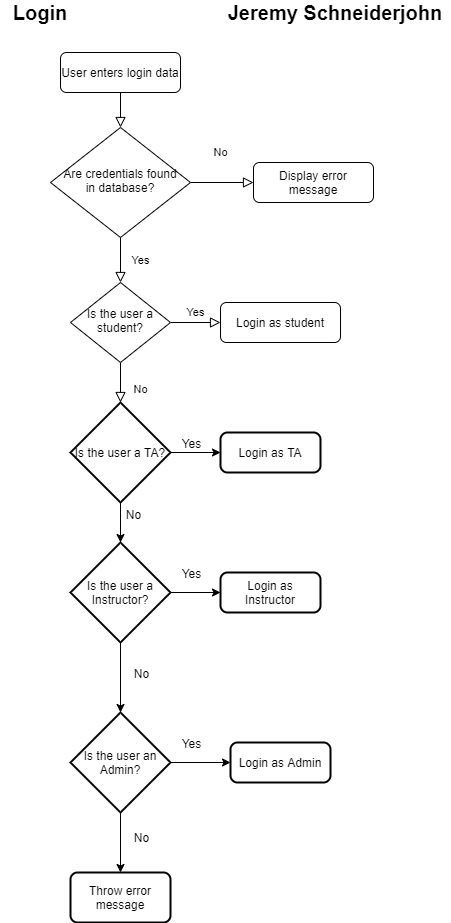 Login
Jeremy Schneiderjohn
User enters login data
Are credentials found
in database?
No
Display error
message
Yes
Is the user a
student?
Yes
Login as student
No
Is the user a TA?
Yes
Login as TA
No
Is the user a
Instructor?
Yes
Login as
Instructor
No
Is the user an
Admin?
Yes
Login as Admin
No
Throw error
message